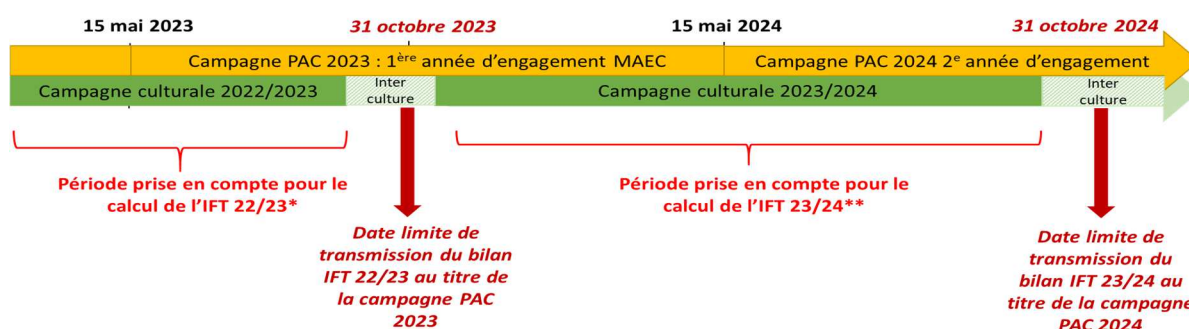 15 mai 2023
31 octobre 2023
15 mai 2024
31 octobre 2024
Campagne PAC 2023 : 1ère année d'engagement MAEC
Campagne PAC 2024 2e année d'engagement
Campagne culturale 2022/2023
Inter
culture
Campagne culturale 2023/2024
Inter
culture
Période prise en compte pour le
calcul de l'IFT 22/23*
Période prise en compte pour le
calcul de l'IFT 23/24**
Date limite de
transmission du bilan
IFT 22/23 au titre de
la campagne PAC
2023
Date limite de
transmission du
bilan IFT 23/24 au
titre de la campagne
PAC 2024